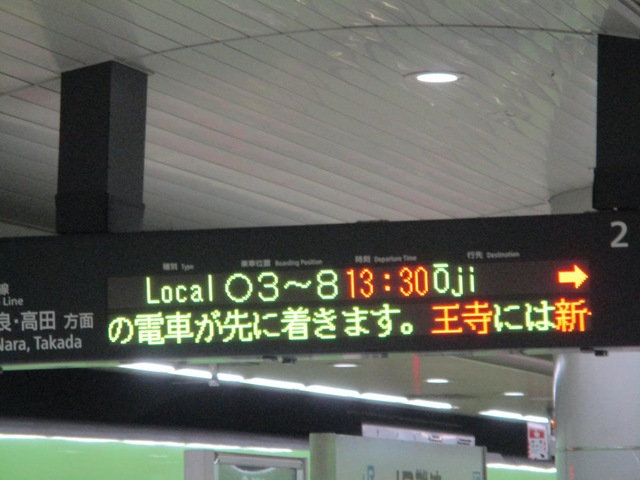 2
種別 Type 乗車位置 Boarding Position 時刻 Departure Time 行先 Destination
Local ○3～8 13:30 Ōji →
線
Line
良・高田 方面
Nara, Takada
の電車が先に着きます。 王寺には新